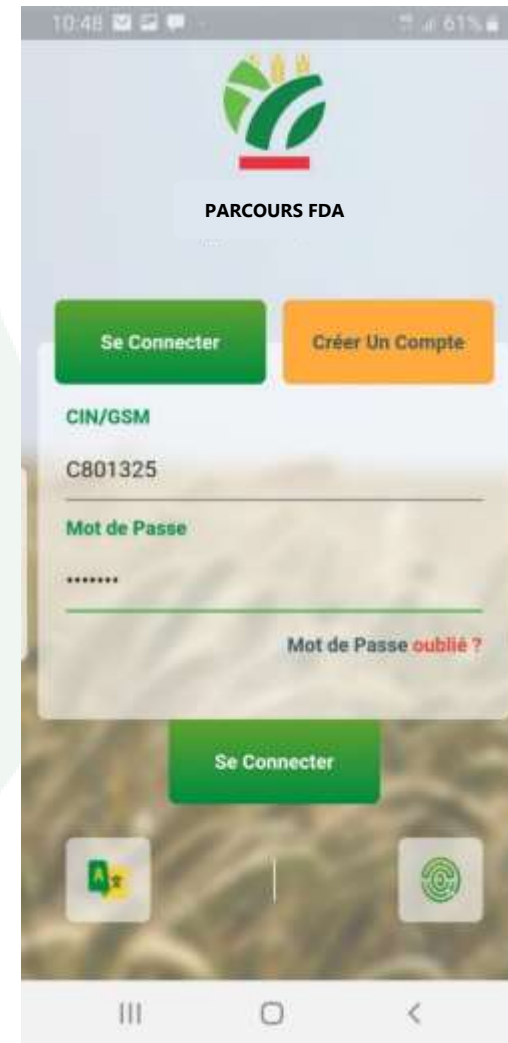 10:48 61%
PARCOURS FDA
Se Connecter Créer Un Compte
CIN/GSM
C801325
Mot de Passe
•••••••
Mot de Passe oublié ?
Se Connecter
A